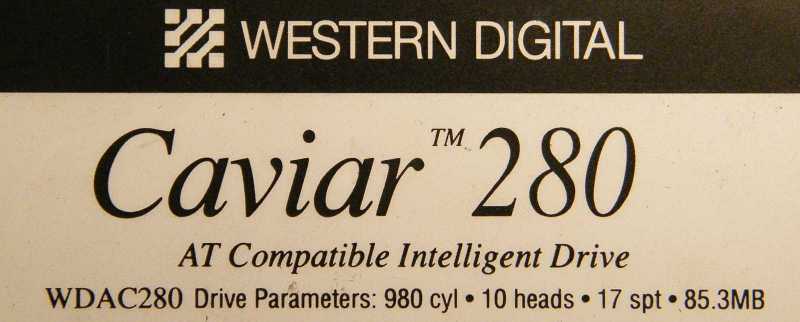 WESTERN DIGITAL
Caviar™ 280
AT Compatible Intelligent Drive
WDAC280 Drive Parameters: 980 cyl • 10 heads • 17 spt • 85.3MB